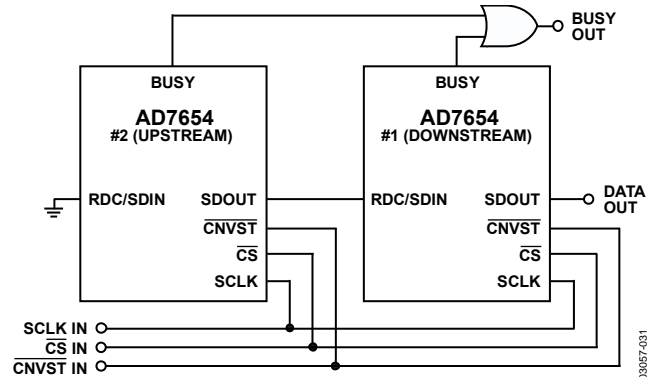 BUSY
OUT
BUSY
AD7654
#2 (UPSTREAM)
RDC/SDIN
SDOUT
CNVST
CS
SCLK
BUSY
AD7654
#1 (DOWNSTREAM)
RDC/SDIN
SDOUT
CNVST
CS
SCLK
DATA
OUT
SCLK IN
CS IN
CNVST IN
03057-031